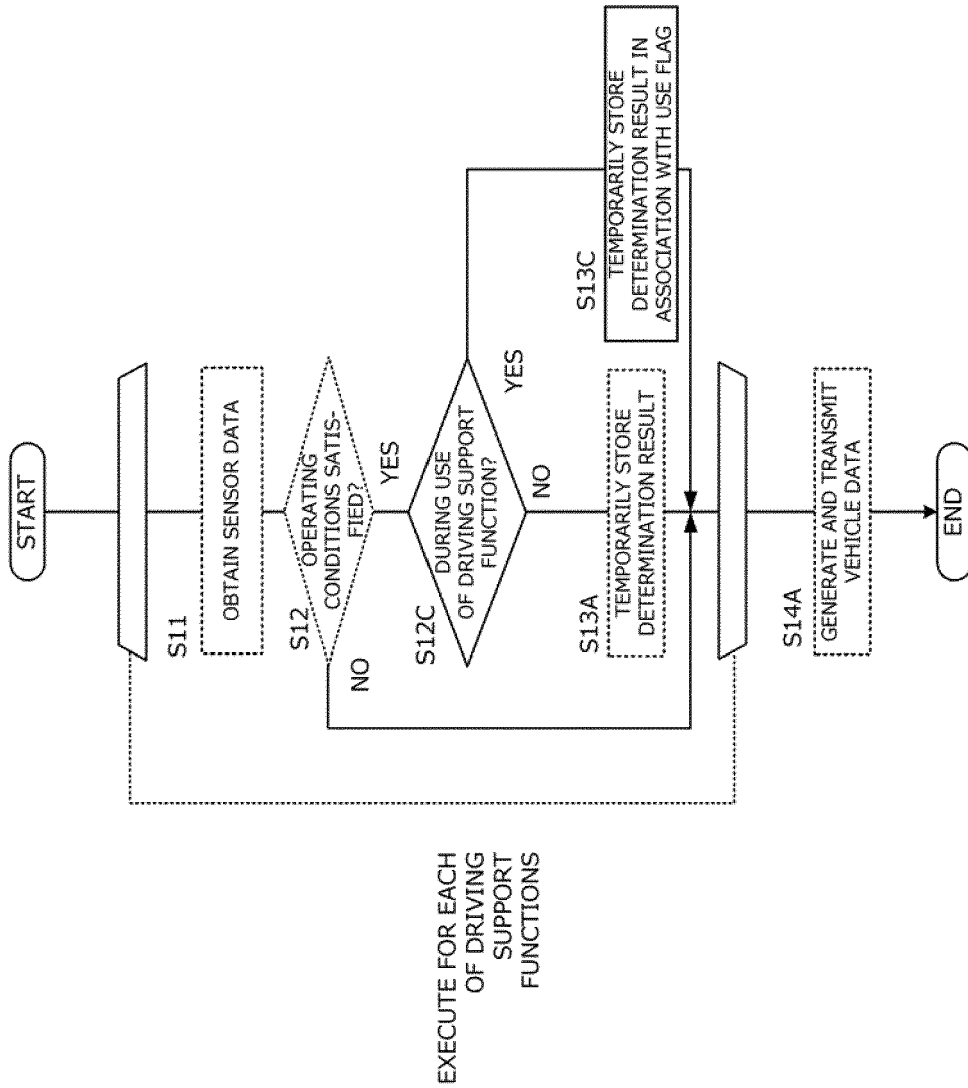 START
S11
OBTAIN SENSOR DATA
S12
OPERATING
CONDITIONS SATIS-
FIED?
NO
YES
S12C
DURING USE
OF DRIVING SUPPORT
FUNCTION?
YES
NO
S13A
TEMPORARILY STORE
DETERMINATION RESULT
S13C
TEMPORARILY STORE
DETERMINATION RESULT IN
ASSOCIATION WITH USE FLAG
S14A
GENERATE AND TRANSMIT
VEHICLE DATA
END
EXECUTE FOR EACH
OF DRIVING
SUPPORT
FUNCTIONS